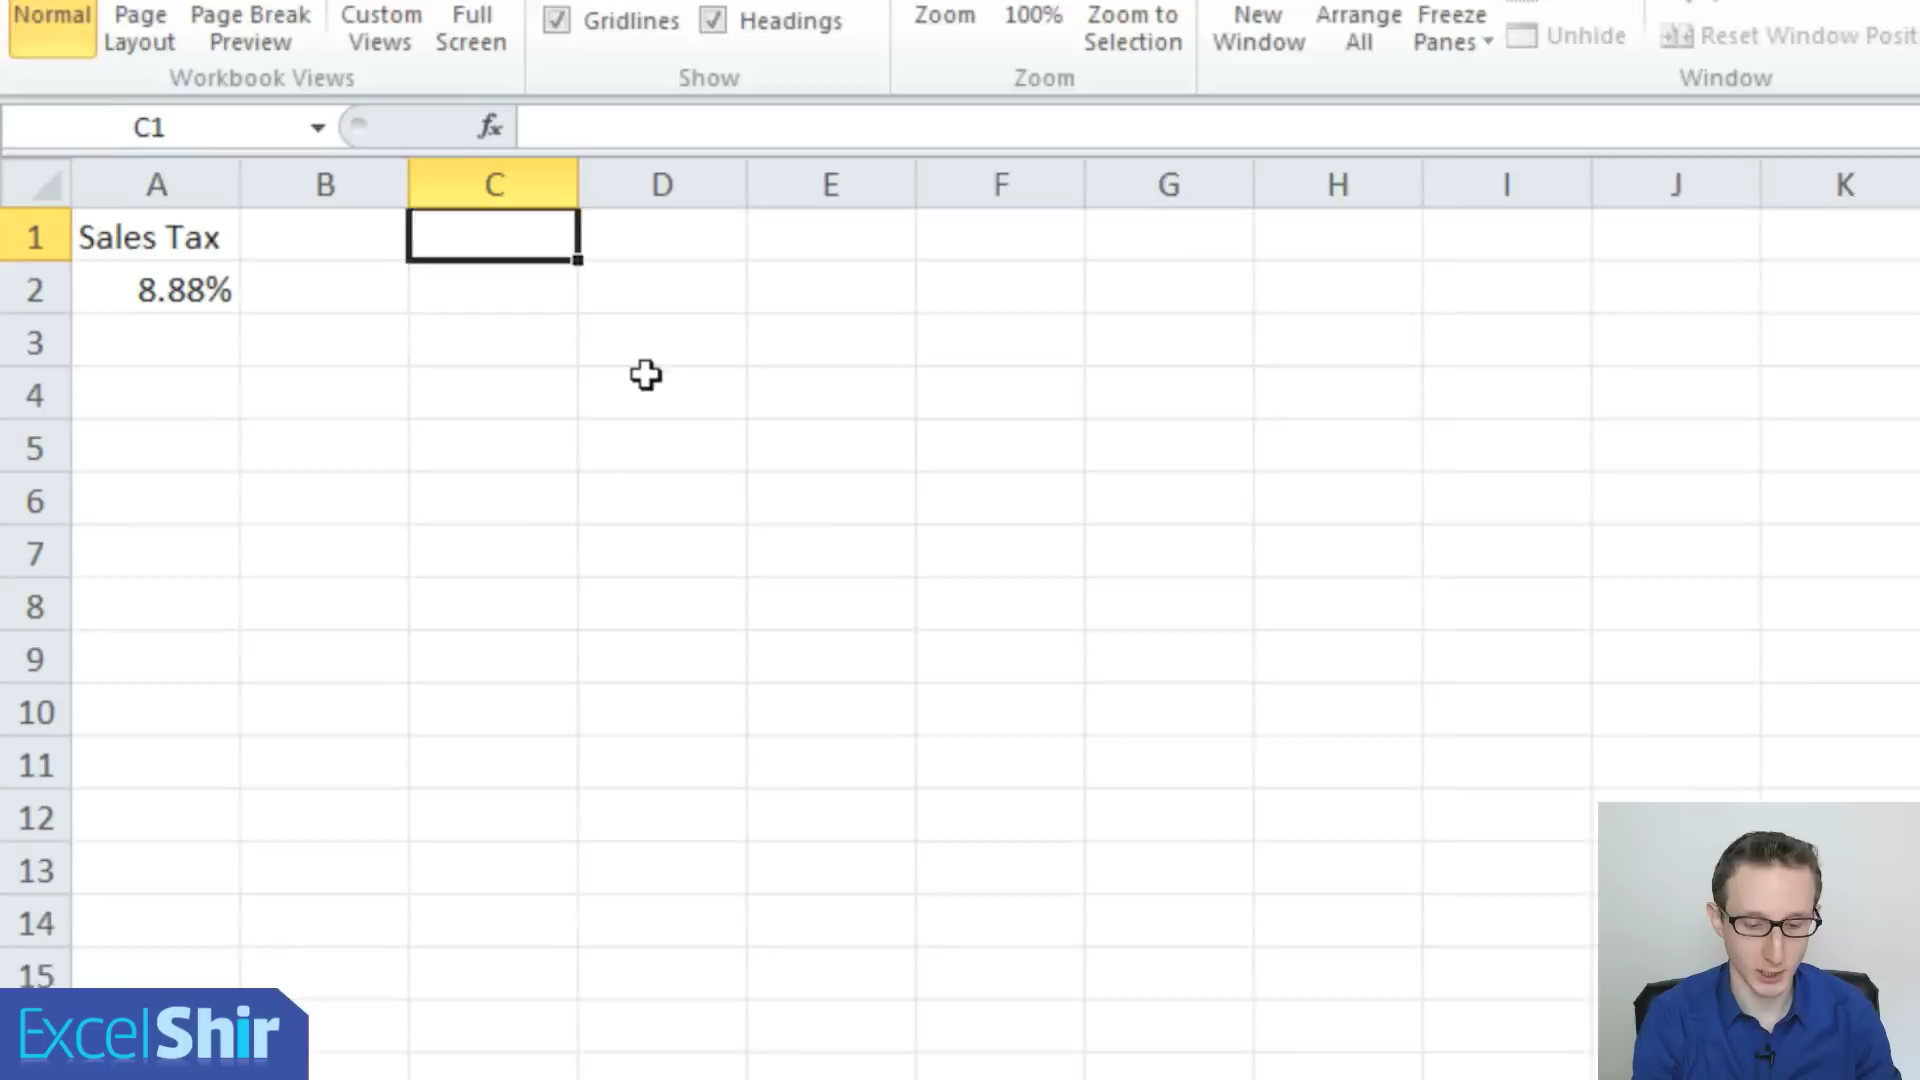 Normal Page Layout Page Break Preview Custom Views Full Screen
Workbook Views
Gridlines Headings
Show
Zoom 100% Zoom to Selection
Zoom
New Window Arrange All Freeze Panes Unhide Reset Window Posit
Window
C1 fx
A B C D E F G H I J K
1 Sales Tax
2 8.88%
3
4
5
6
7
8
9
10
11
12
13
14
15
ExcelShir